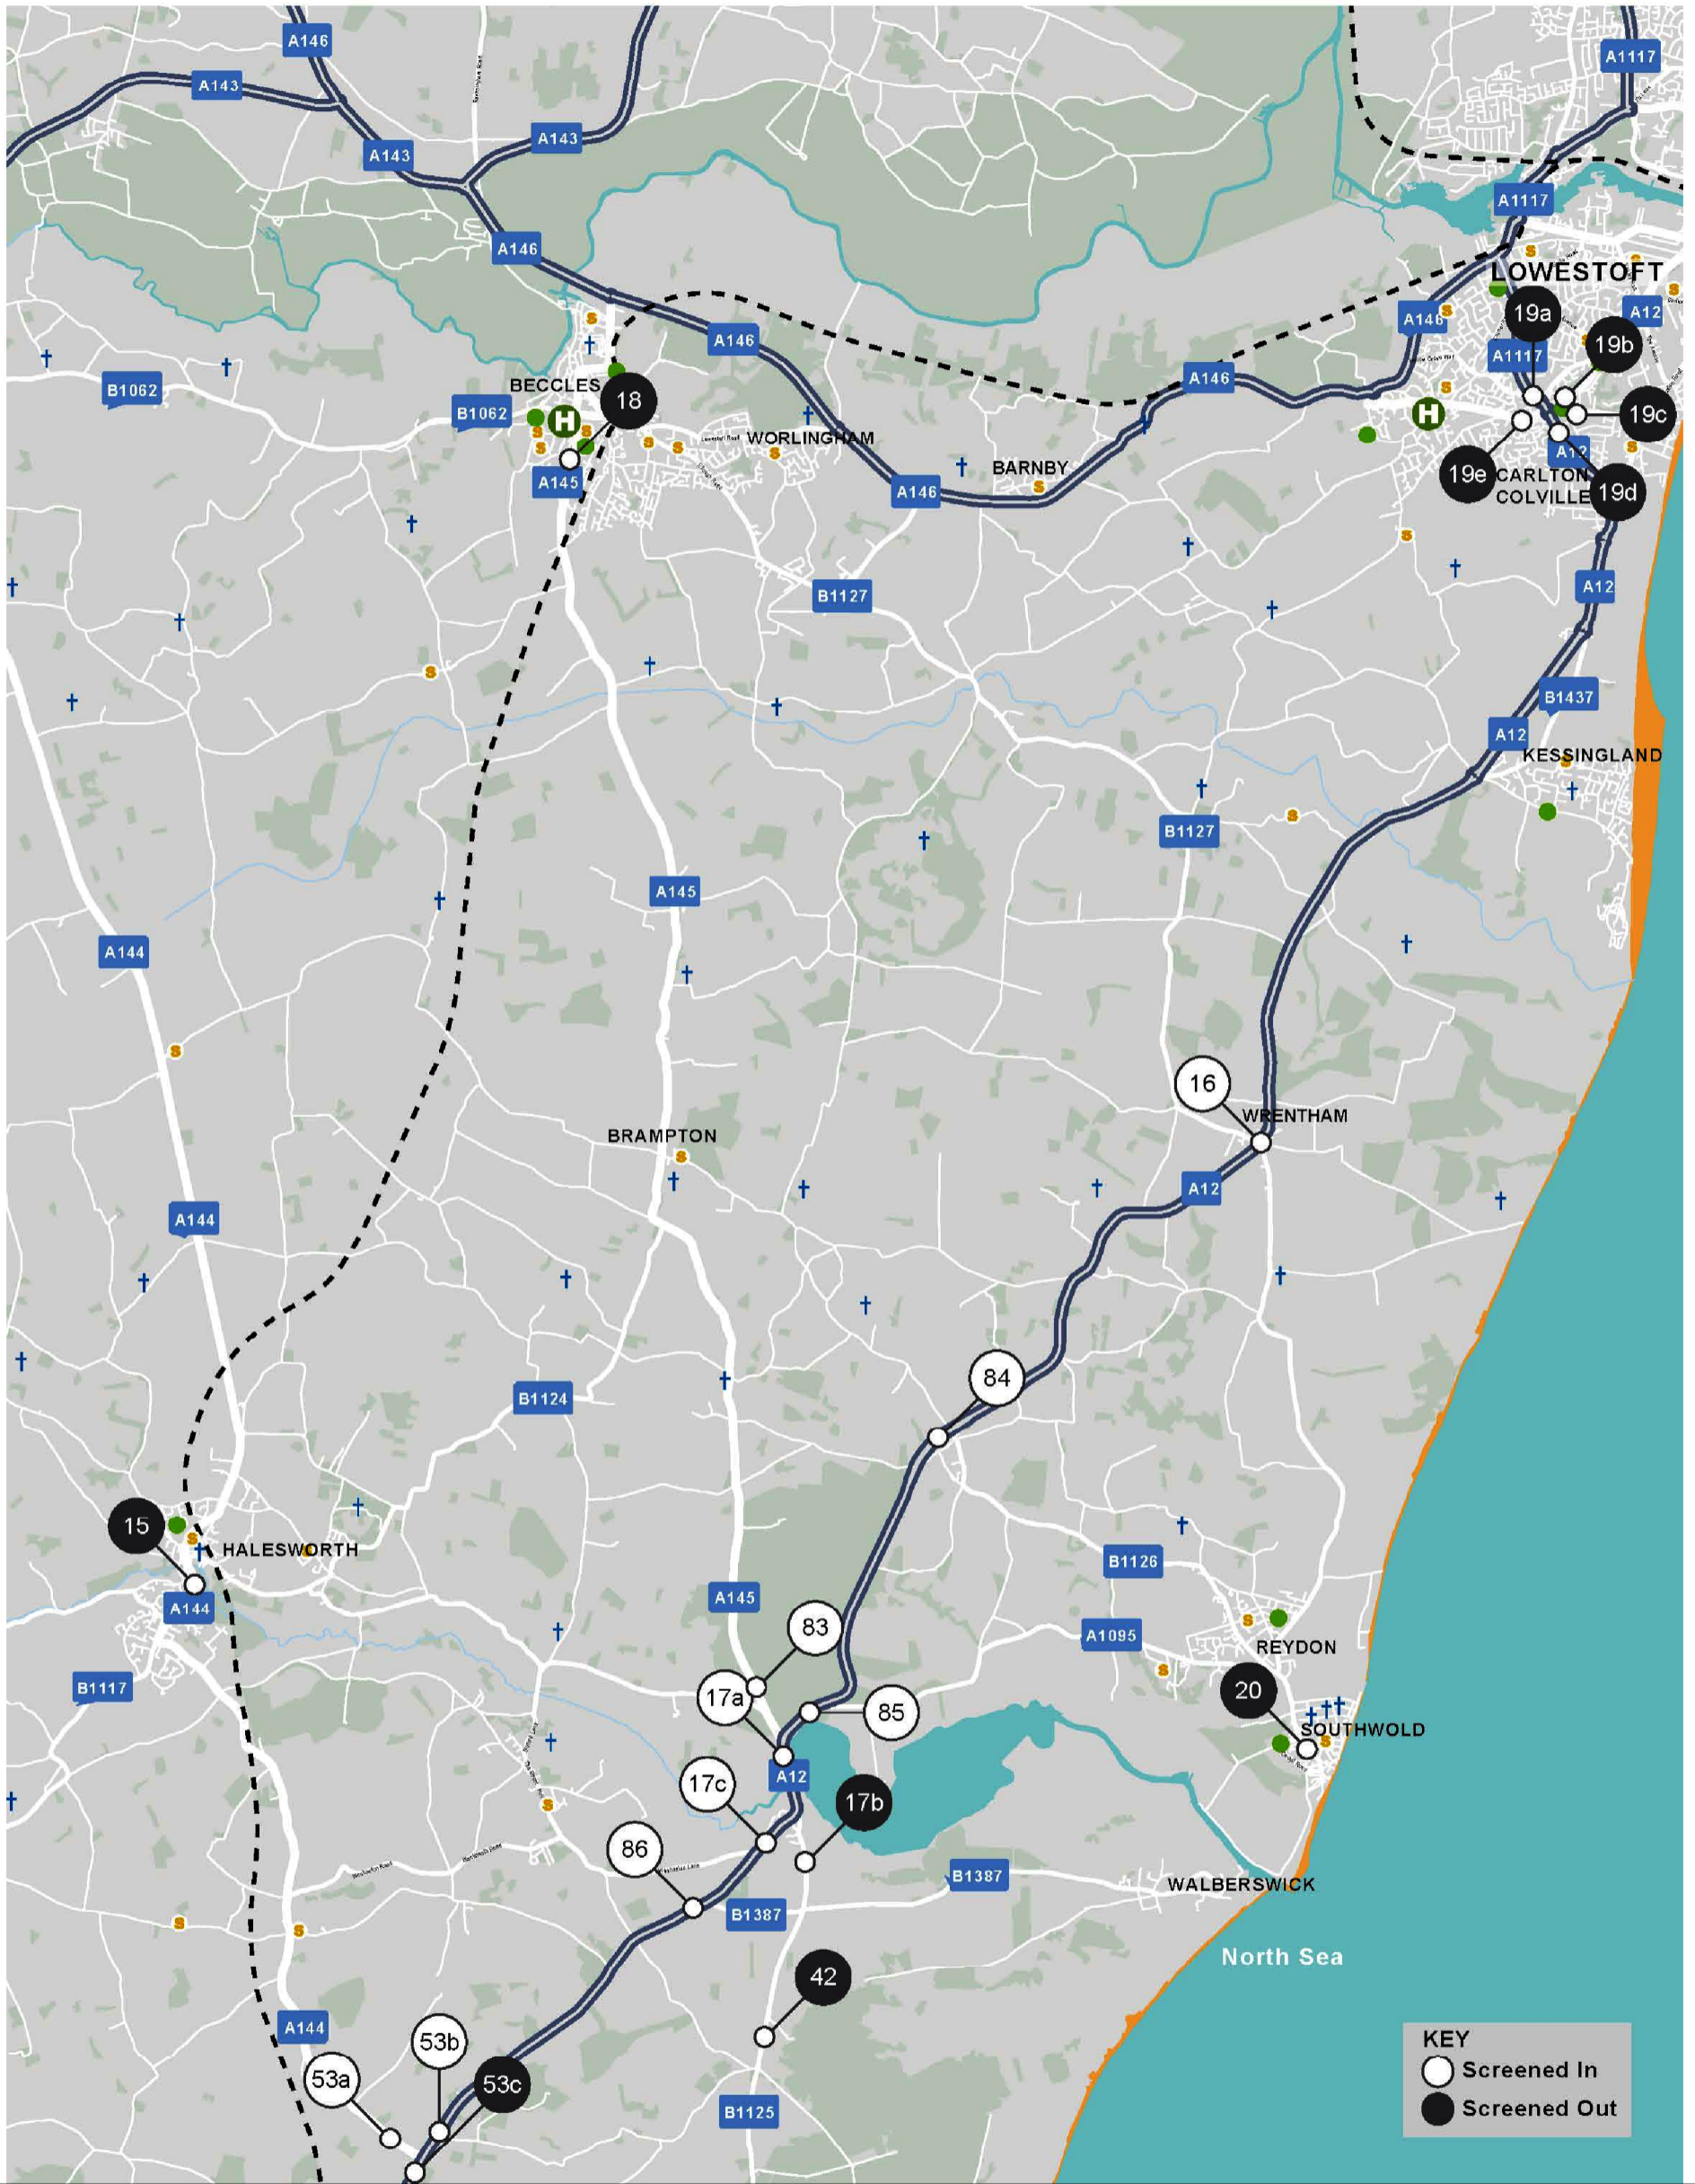 A146
A1117
A143
A143
A143
A1117
A146
LOWESTOFT
A146
19a
A12
A146
A1117
19b
A146
BECCLES
B1062
B1062
18
19c
WORLINGHAM
A12
BARNBY
19e
CARLTON
COLVILLE
19d
A145
A146
A12
B1127
B1437
A12
KESSINGLAND
B1127
A145
A144
16
WRENTHAM
BRAMPTON
A12
A144
84
B1124
15
HALESWORTH
B1126
A145
A144
83
A1095
REYDON
B1117
17a
20
85
SOUTHWOLD
A12
17c
17b
86
B1387
WALBERSWICK
B1387
North Sea
42
A144
53b
53a
53c
B1125
KEY
Screened In
Screened Out